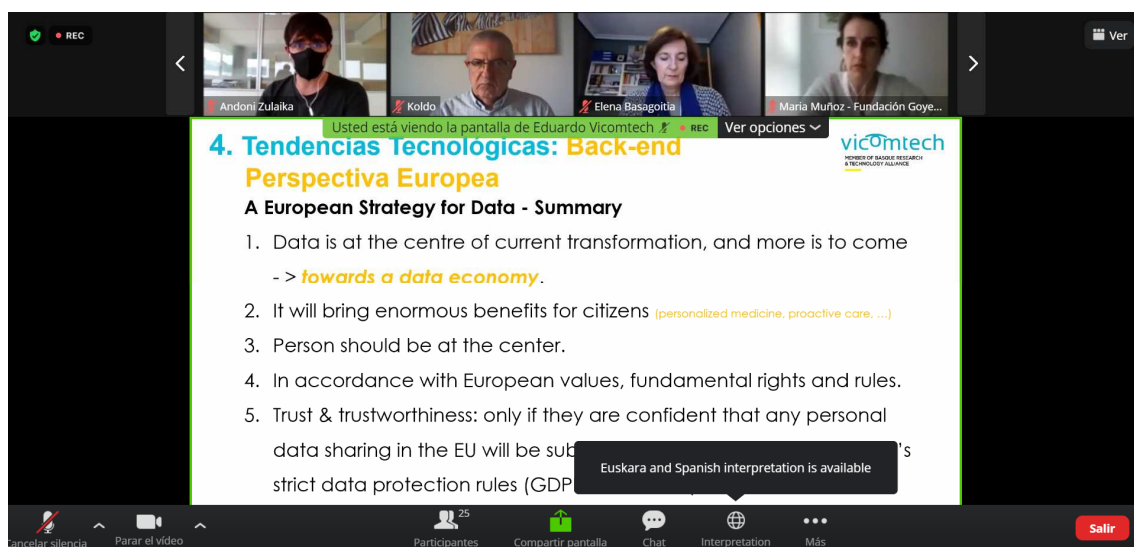 REC
Ver
Andoni Zulaika
Koldo
Elena Basagoitia
María Muñoz - Fundación Goye...
Usted está viendo la pantalla de Eduardo Vicomtech
REC
Ver opciones
4. Tendencias Tecnológicas: Back-end
Perspectiva Europea
vicomtech
MEMBER OF BASQUE RESEARCH
& TECHNOLOGY ALLIANCE
A European Strategy for Data - Summary
1. Data is at the centre of current transformation, and more is to come
- > towards a data economy.
2. It will bring enormous benefits for citizens (personalized medicine, proactive care, ...)
3. Person should be at the center.
4. In accordance with European values, fundamental rights and rules.
5. Trust & trustworthiness: only if they are confident that any personal
data sharing in the EU will be sub 's
strict data protection rules (GDP
Euskara and Spanish interpretation is available
Cancelar silencia
Parar el vídeo
25
Participantes
Compartir pantalla
Chat
Interpretation
Más
Salir